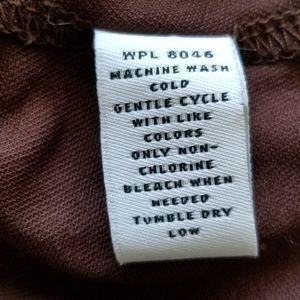 WPL 8046
MACHINE WASH
COLD
GENTLE CYCLE
WITH LIKE
COLORS
ONLY NON-
CHLORINE
BLEACH WHEN
NEEDED
TUMBLE DRY
LOW